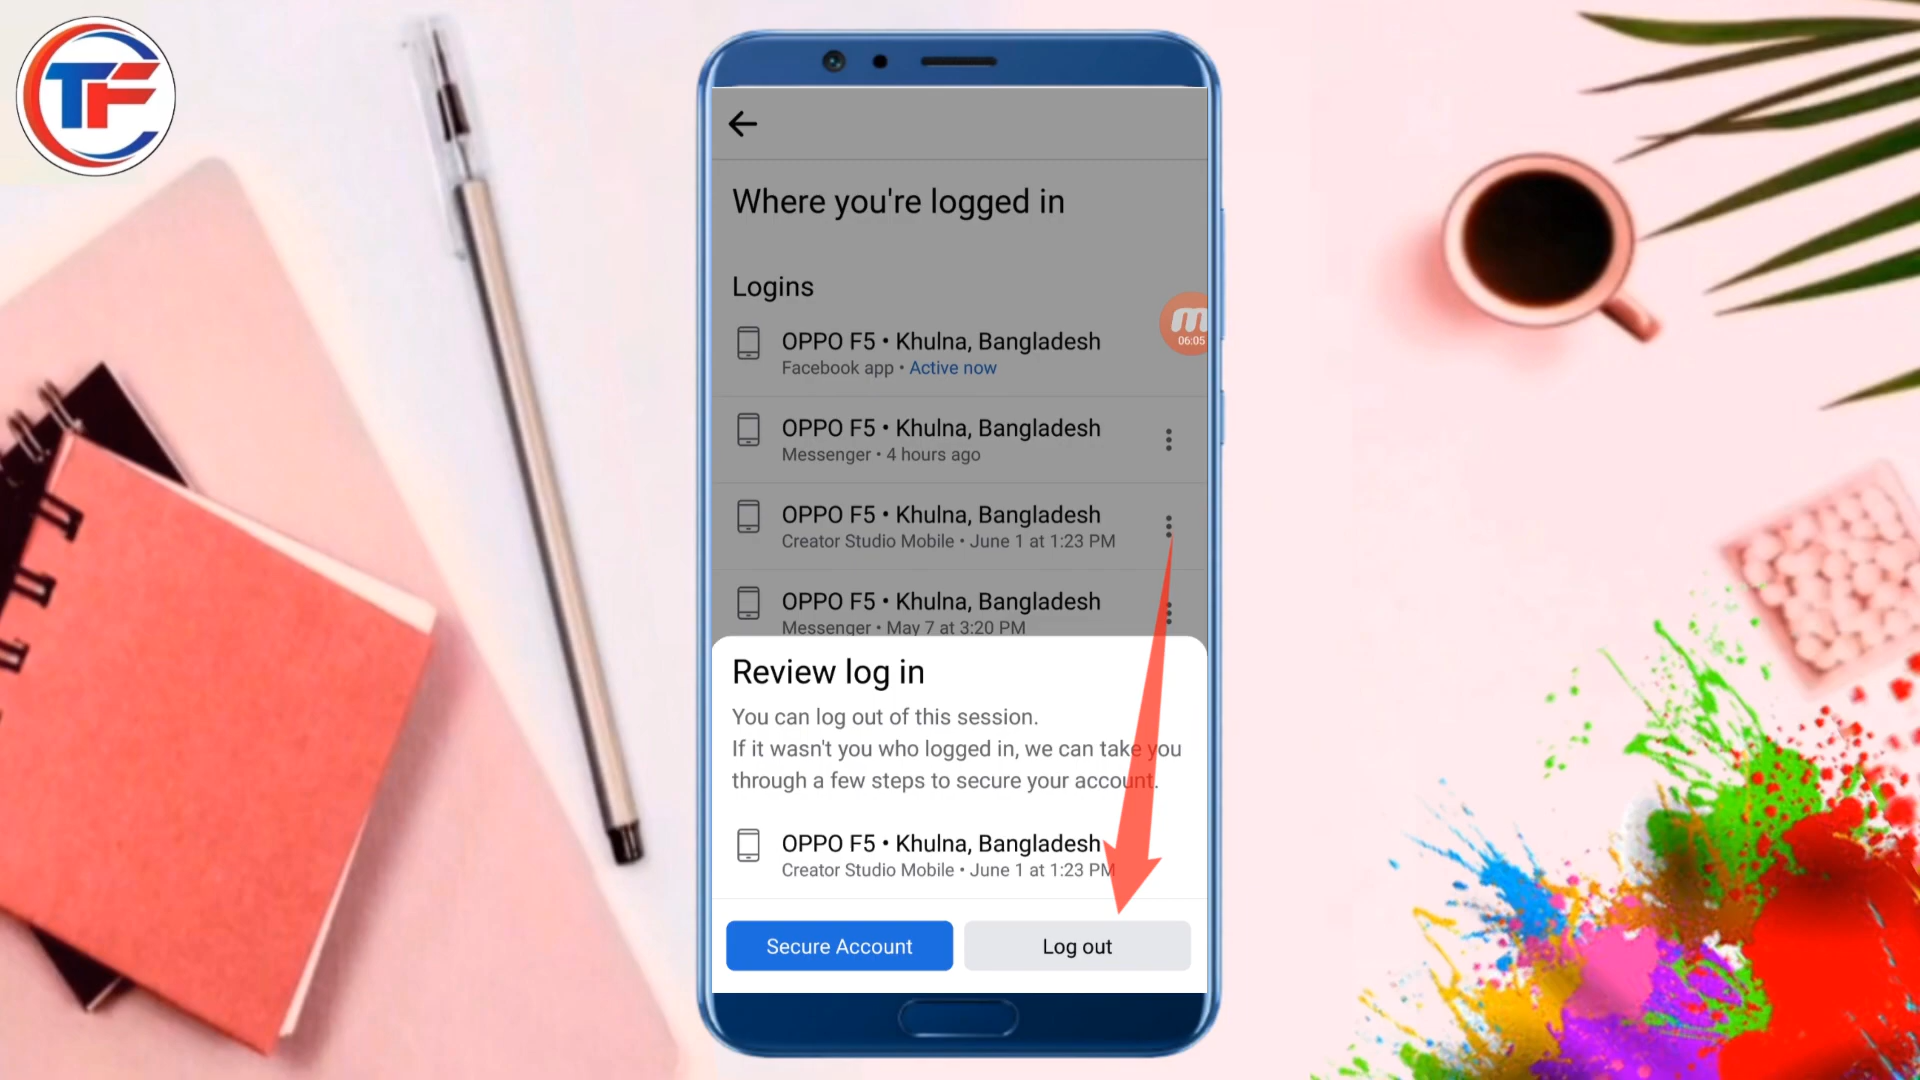 TF
Where you're logged in
Logins
OPPO F5 • Khulna, Bangladesh
Facebook app • Active now
06:05
OPPO F5 • Khulna, Bangladesh
Messenger • 4 hours ago
OPPO F5 • Khulna, Bangladesh
Creator Studio Mobile • June 1 at 1:23 PM
OPPO F5 • Khulna, Bangladesh
Messenger • May 7 at 3:20 PM
Review log in
You can log out of this session.
If it wasn't you who logged in, we can take you
through a few steps to secure your account.
OPPO F5 • Khulna, Bangladesh
Creator Studio Mobile • June 1 at 1:23 PM
Secure Account
Log out